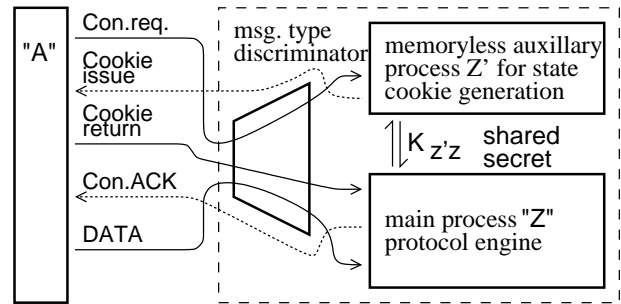 "A"
Con.req.
Cookie
issue
Cookie
return
Con.ACK
DATA
msg. type
discriminator
memoryless auxillary
process Z' for state
cookie generation
K z'z shared
secret
main process "Z"
protocol engine